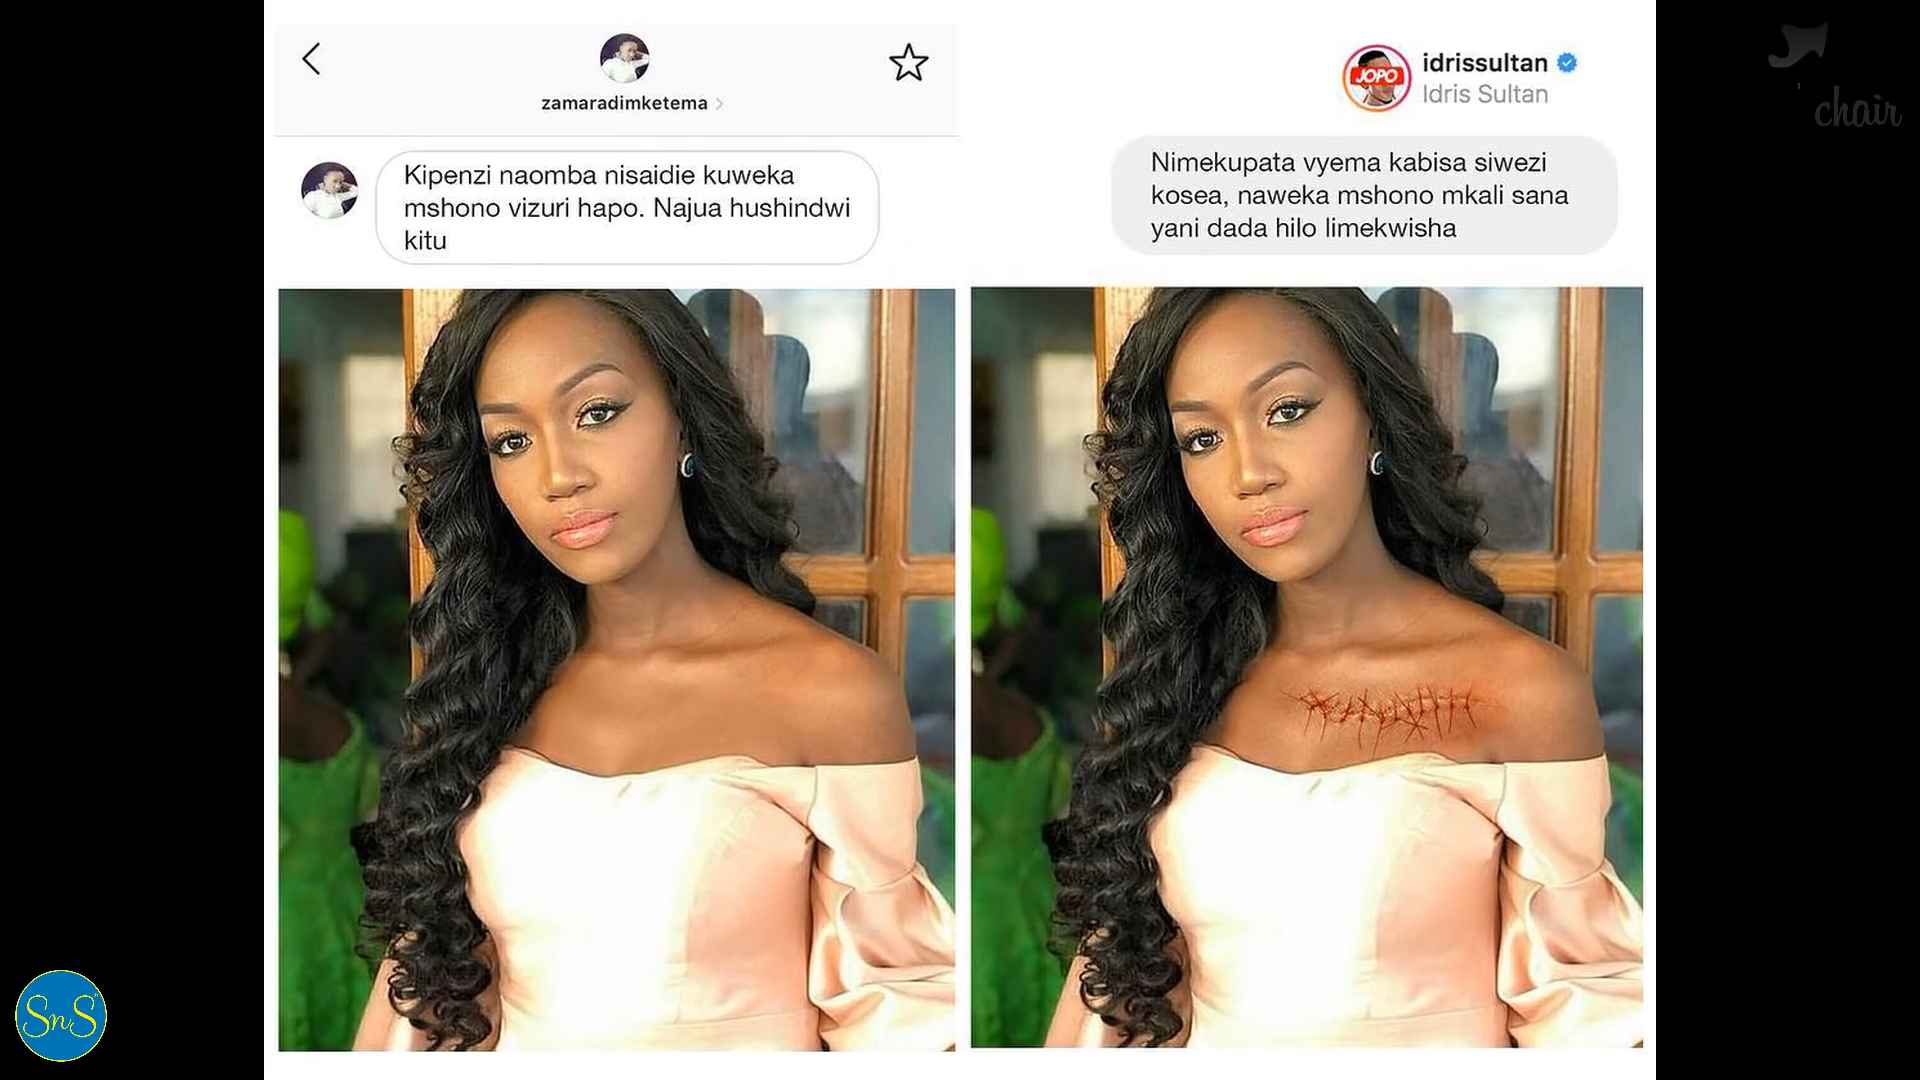 zamaradimketema
Kipenzi naomba nisaidie kuweka
mshono vizuri hapo. Najua hushindwi
kitu
JOPO
idrissultan
Idris Sultan
Nimekupata vyema kabisa siwezi
kosea, naweka mshono mkali sana
yani dada hilo limekwisha
chair
SnS